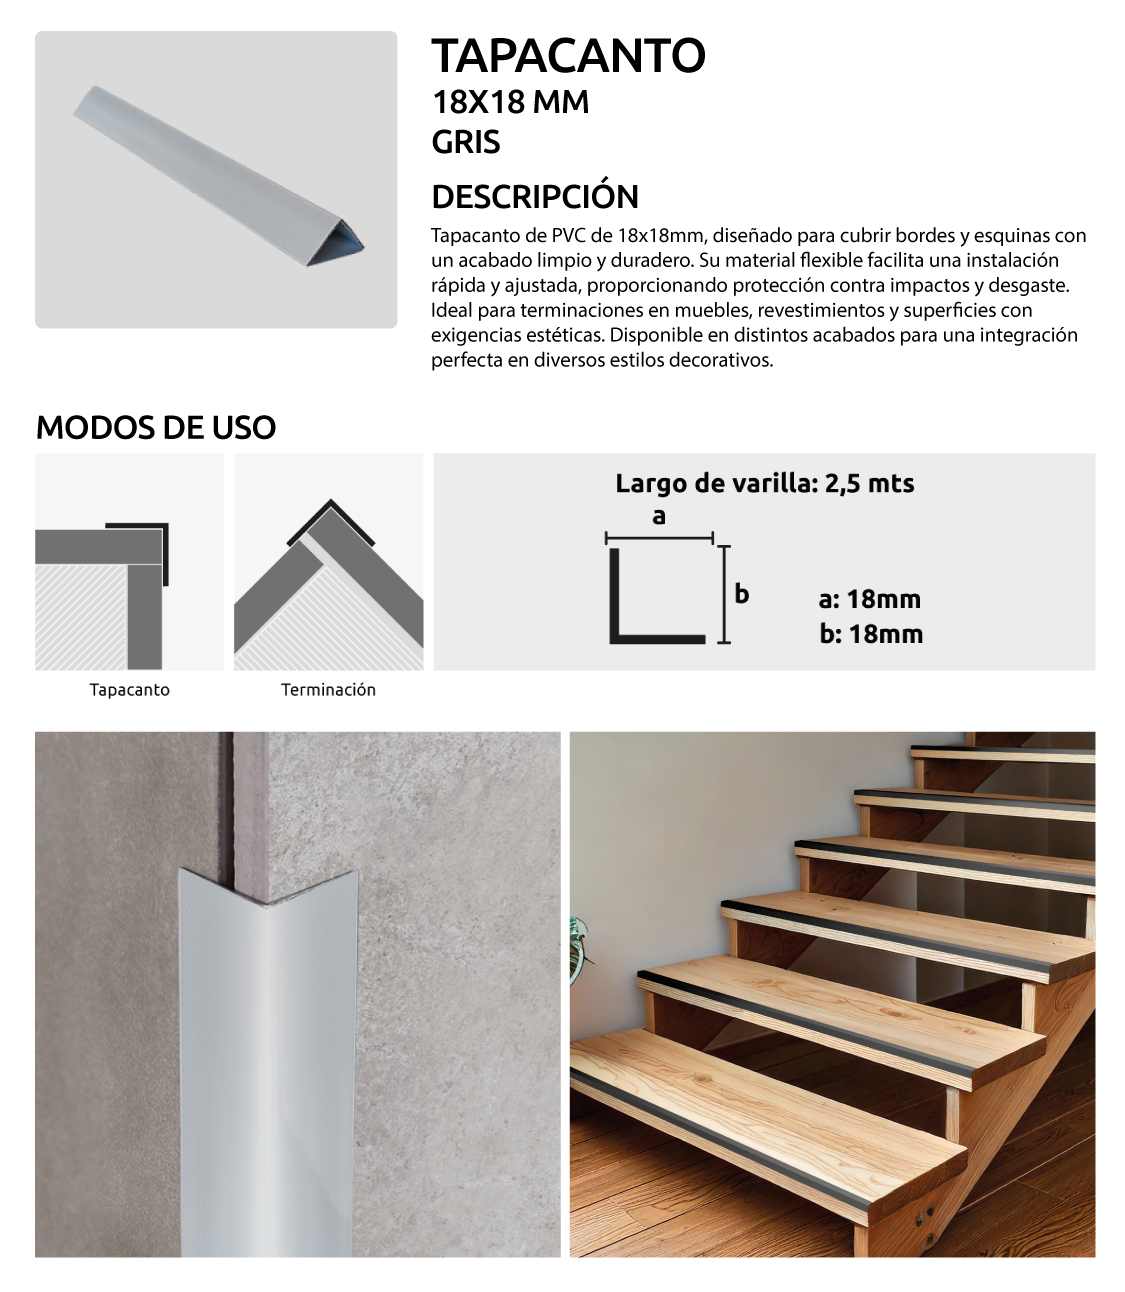 TAPACANTO
18X18 MM
GRIS
DESCRIPCIÓN
Tapacanto de PVC de 18x18mm, diseñado para cubrir bordes y esquinas con
un acabado limpio y duradero. Su material flexible facilita una instalación
rápida y ajustada, proporcionando protección contra impactos y desgaste.
Ideal para terminaciones en muebles, revestimientos y superficies con
exigencias estéticas. Disponible en distintos acabados para una integración
perfecta en diversos estilos decorativos.
MODOS DE USO
Largo de varilla: 2,5 mts
a
b
a: 18mm
b: 18mm
Tapacanto
Terminación